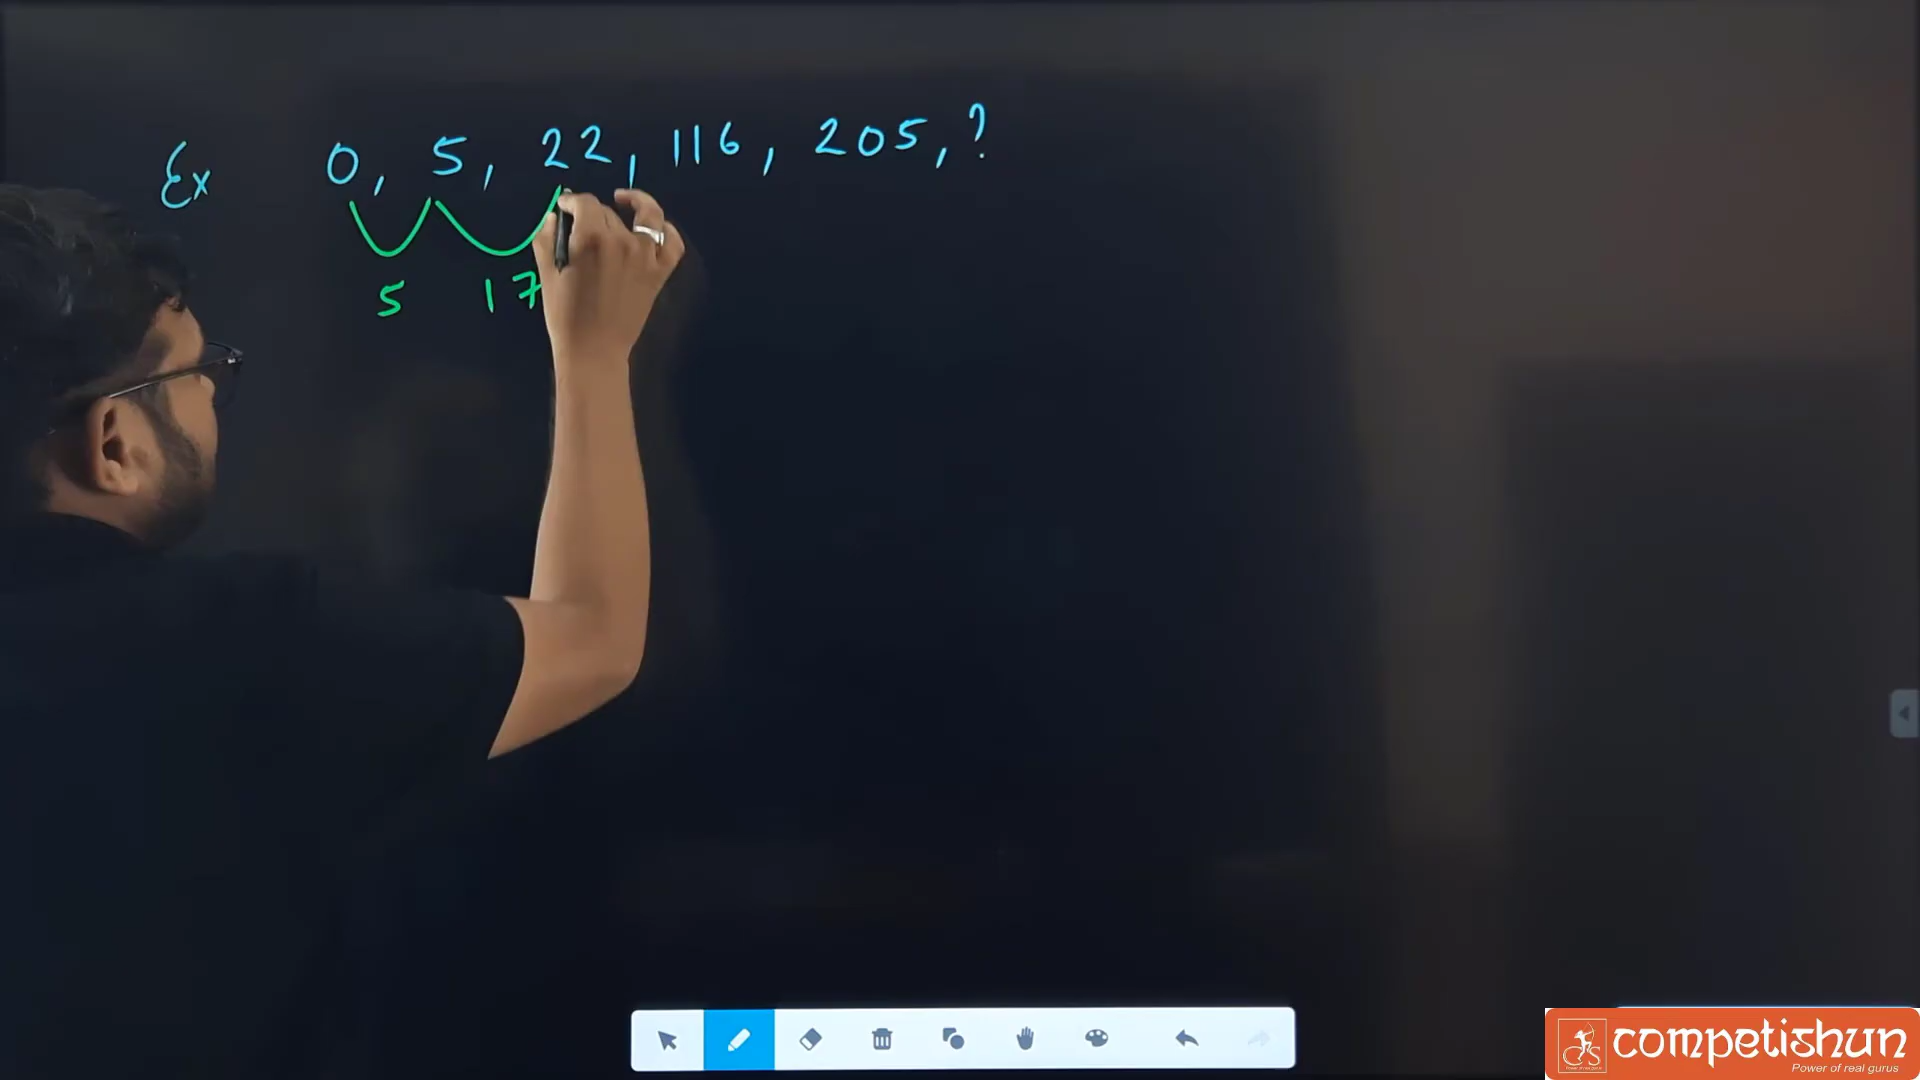 Ex 0, 5, 22, 116, 205, ?
5 17
competishun
Power of real gurus